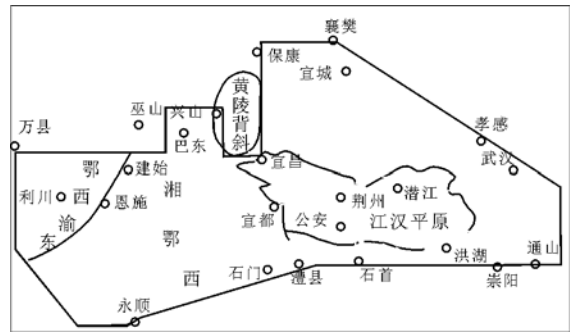 襄樊
保康
宜城
黄陵背斜
万县
巫山
兴山
巴东
孝感
武汉
宜昌
鄂西渝东
建始
利川
恩施
湘鄂西
荆州
潜江
宜都
公安
江汉平原
石门
澧县
石首
洪湖
崇阳
通山
永顺